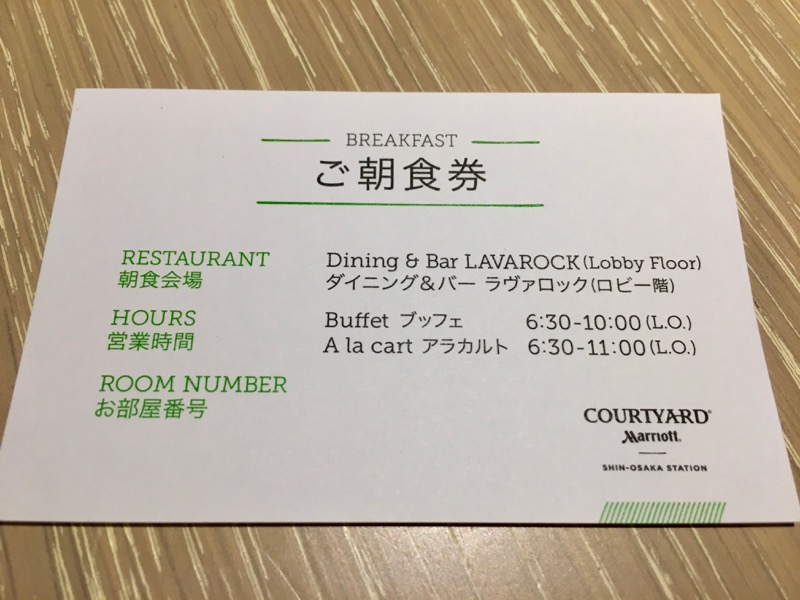 BREAKFAST
ご朝食券
RESTAURANT Dining & Bar LAVAROCK (Lobby Floor)
朝食会場 ダイニング&バー ラヴァロック(ロビー階)
HOURS Buffet ブッフェ 6:30-10:00 (L.O.)
営業時間 A la cart アラカルト 6:30-11:00 (L.O.)
ROOM NUMBER
お部屋番号
COURTYARD®
Marriott.
SHIN-OSAKA STATION